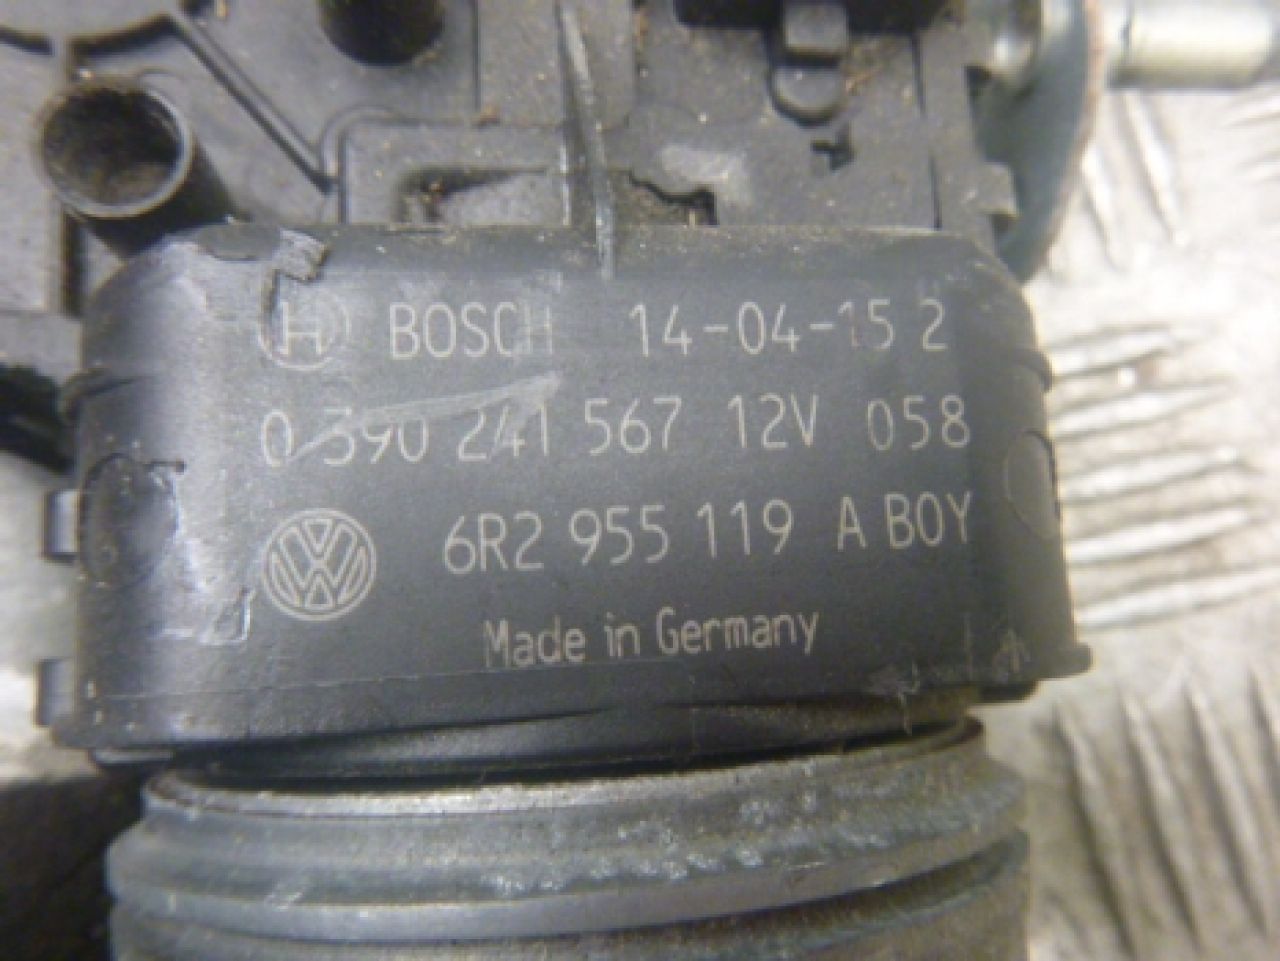 BOSCH 14-04-15 2
0 390 241 567 12V 058
6R2 955 119 A BOY
Made in Germany